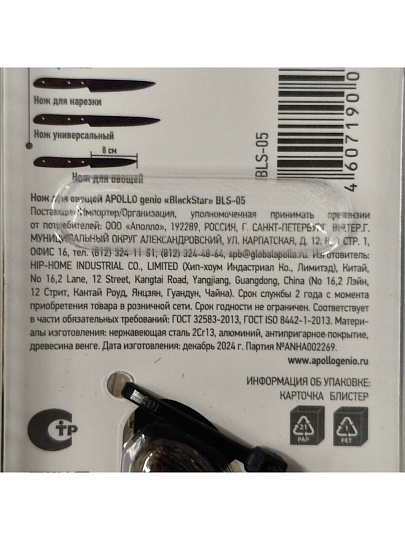 Нож для нарезки
Нож универсальный
8 см
Нож для овощей
BLS-05
4607190
Нож для овощей APOLLO genio «BlackStar» BLS-05
Поставщик/Импортер/Организация, уполномоченная принимать претензии
от потребителей: ООО «Аполло», 192289, РОССИЯ, Г. САНКТ-ПЕТЕРБУРГ, ВН.ТЕР.Г.
МУНИЦИПАЛЬНЫЙ ОКРУГ АЛЕКСАНДРОВСКИЙ, УЛ. КАРПАТСКАЯ, Д. 12, СТР. 1,
ОФИС 16, тел. (812) 324-11-51, (812) 324-48-64, spb@globalapollo.ru. Изготовитель:
HIP-HOME INDUSTRIAL CO., LIMITED (Хип-хоум Индастриал Ко., Лимитэд), Китай,
No 16,2 Lane, 12 Street, Kangtai Road, Yangjiang, Guangdong, China (No 16,2 Лэйн,
12 Стрит, Кантай Роуд, Янцзян, Гуандун, Чайна). Срок службы 2 года с момента
приобретения товара в розничной сети. Срок годности не ограничен. Соответствует
в части обязательных требований: ГОСТ 32583-2013, ГОСТ ISO 8442-1-2013. Матери-
алы изготовления: нержавеющая сталь 2Cr13, алюминий, антипригарное покрытие,
древесина венге. Дата изготовления: декабрь 2024 г. Партия №ANHA002269.
www.apollogenio.ru
ИНФОРМАЦИЯ ОБ УПАКОВКЕ:
КАРТОЧКА БЛИСТЕР
21
PAP
1
PET